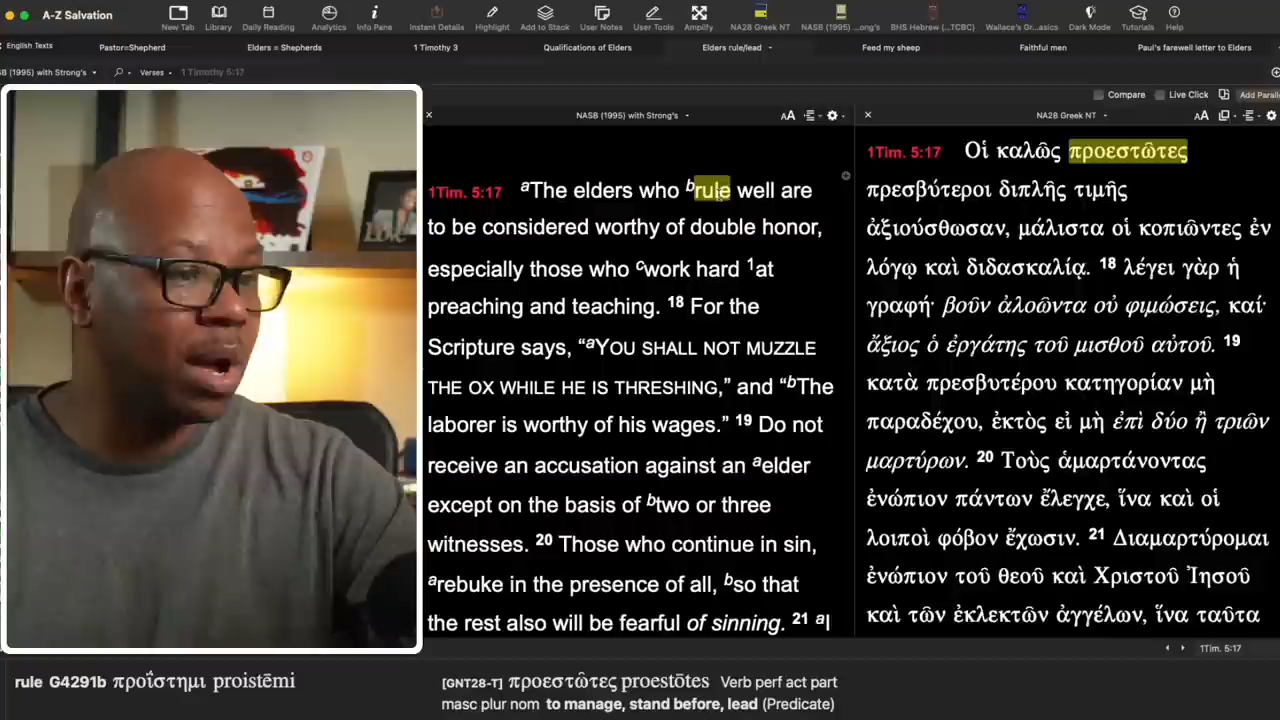 A-Z Salvation
New Tab Library Daily Reading Analytics Info Pane Instant Details Highlight Add to Stack User Notes User Tools Amplify NA28 Greek NT NASB (1995) ...ong's BHS Hebrew (...TCBC) Wallace's Gr...asics Dark Mode Tutorials Help
English Texts Pastor=Shepherd Elders = Shepherds 1 Timothy 3 Qualifications of Elders Elders rule/lead Feed my sheep Faithful men Paul's farewell letter to Elders
SB (1995) with Strong's Verses 1 Timothy 5:17
Compare Live Click Add Paralle
NASB (1995) with Strong's AA
1Tim. 5:17 aThe elders who brule well are
to be considered worthy of double honor,
especially those who cwork hard 1at
preaching and teaching. 18 For the
Scripture says, “aYOU SHALL NOT MUZZLE
THE OX WHILE HE IS THRESHING,” and “bThe
laborer is worthy of his wages.” 19 Do not
receive an accusation against an aelder
except on the basis of btwo or three
witnesses. 20 Those who continue in sin,
arebuke in the presence of all, bso that
the rest also will be fearful of sinning. 21 aI
NA28 Greek NT AA
1Tim. 5:17 Οἱ καλῶς προεστῶτες
πρεσβύτεροι διπλῆς τιμῆς
ἀξιούσθωσαν, μάλιστα οἱ κοπιῶντες ἐν
λόγῳ καὶ διδασκαλίᾳ. 18 λέγει γὰρ ἡ
γραφή· βοῦν ἀλοῶντα οὐ φιμώσεις, καί·
ἄξιος ὁ ἐργάτης τοῦ μισθοῦ αὐτοῦ. 19
κατὰ πρεσβυτέρου κατηγορίαν μὴ
παραδέχου, ἐκτὸς εἰ μὴ ἐπὶ δύο ἢ τριῶν
μαρτύρων. 20 Τοὺς ἁμαρτάνοντας
ἐνώπιον πάντων ἔλεγχε, ἵνα καὶ οἱ
λοιποὶ φόβον ἔχωσιν. 21 Διαμαρτύρομαι
ἐνώπιον τοῦ θεοῦ καὶ Χριστοῦ Ἰησοῦ
καὶ τῶν ἐκλεκτῶν ἀγγέλων, ἵνα ταῦτα
1Tim. 5:17
rule G4291b προΐστημι proistēmi
[GNT28-T] προεστῶτες proestōtes Verb perf act part
masc plur nom to manage, stand before, lead (Predicate)